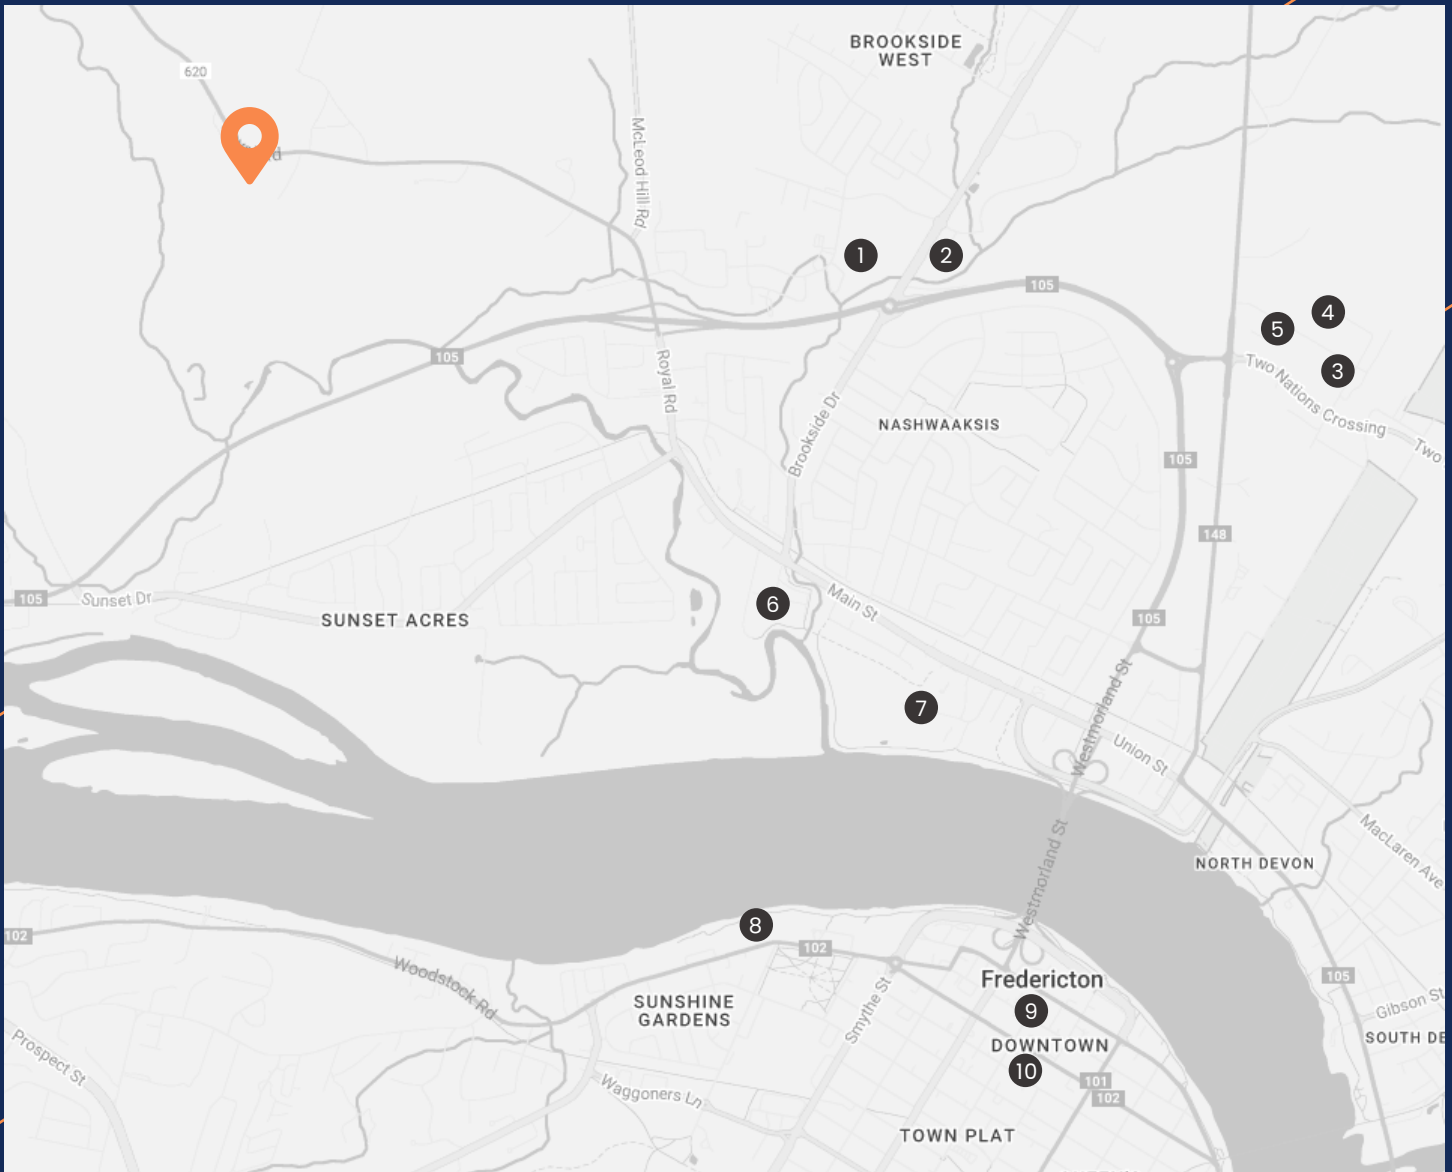 BROOKSIDE
WEST
620
McLeod Hill Rd
1
2
105
4
5
3
Two Nations Crossing
Two
105
Royal Rd
Brookside Dr
NASHWAAKSIS
105
148
105
Sunset Dr
SUNSET ACRES
6
Main St
105
7
Westmorland St
Union St
MacLaren Ave
NORTH DEVON
Westmorland St
8
102
102
Woodstock Rd
Fredericton
105
SUNSHINE
GARDENS
Smythe St
9
Gibson St
DOWNTOWN
SOUTH DE
Prospect St
10
101
102
Waggoners Ln
TOWN PLAT